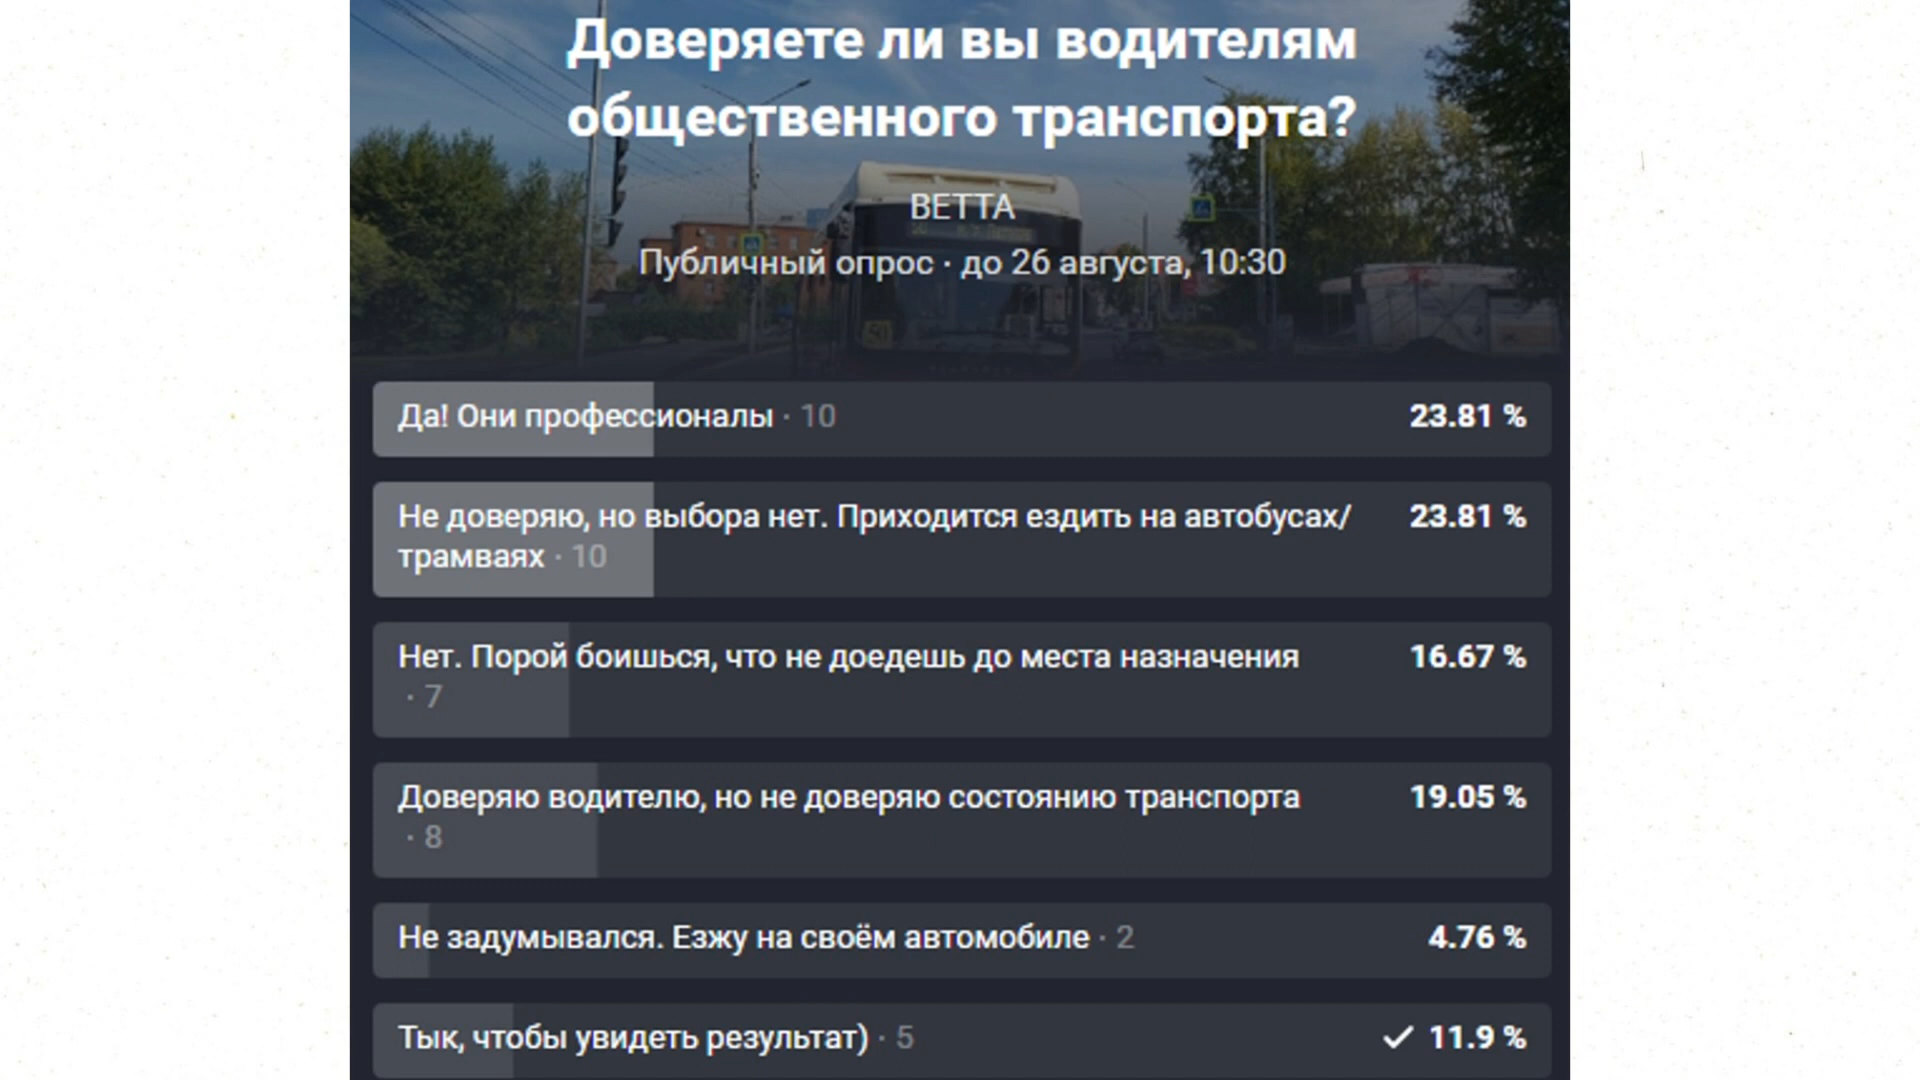 Доверяете ли вы водителям
общественного транспорта?
ВЕТТА
Публичный опрос · до 26 августа, 10:30
Да! Они профессионалы · 10 23.81 %
Не доверяю, но выбора нет. Приходится ездить на автобусах/ 23.81 %
трамваях · 10
Нет. Порой боишься, что не доедешь до места назначения 16.67 %
· 7
Доверяю водителю, но не доверяю состоянию транспорта 19.05 %
· 8
Не задумывался. Езжу на своём автомобиле · 2 4.76 %
Тык, чтобы увидеть результат) · 5 ✓ 11.9 %